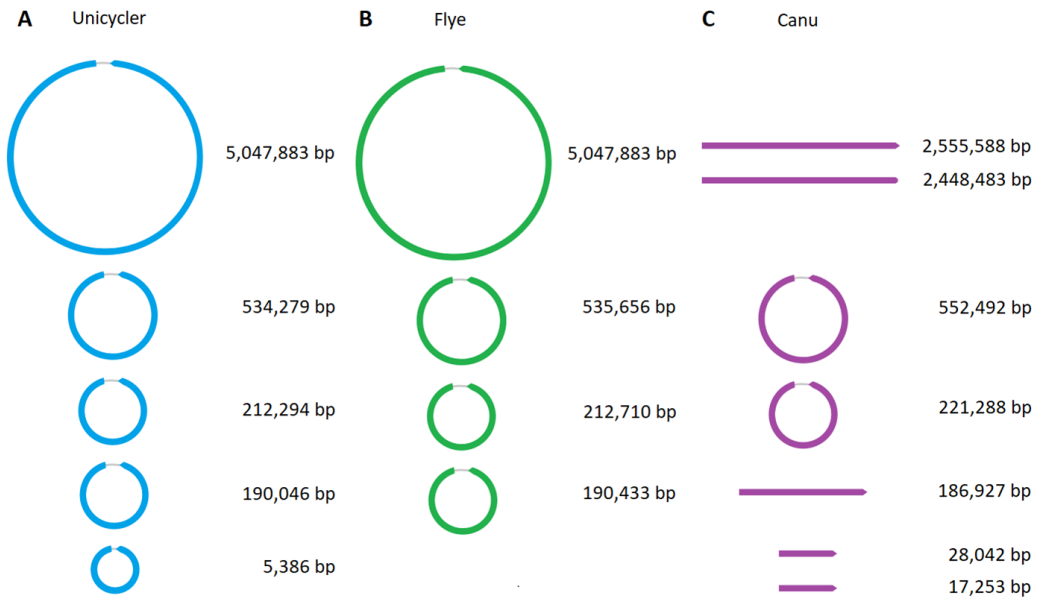 A Unicycler B Flye C Canu
5,047,883 bp 5,047,883 bp 2,555,588 bp
2,448,483 bp
534,279 bp 535,656 bp 552,492 bp
212,294 bp 212,710 bp 221,288 bp
190,046 bp 190,433 bp 186,927 bp
5,386 bp 28,042 bp
17,253 bp